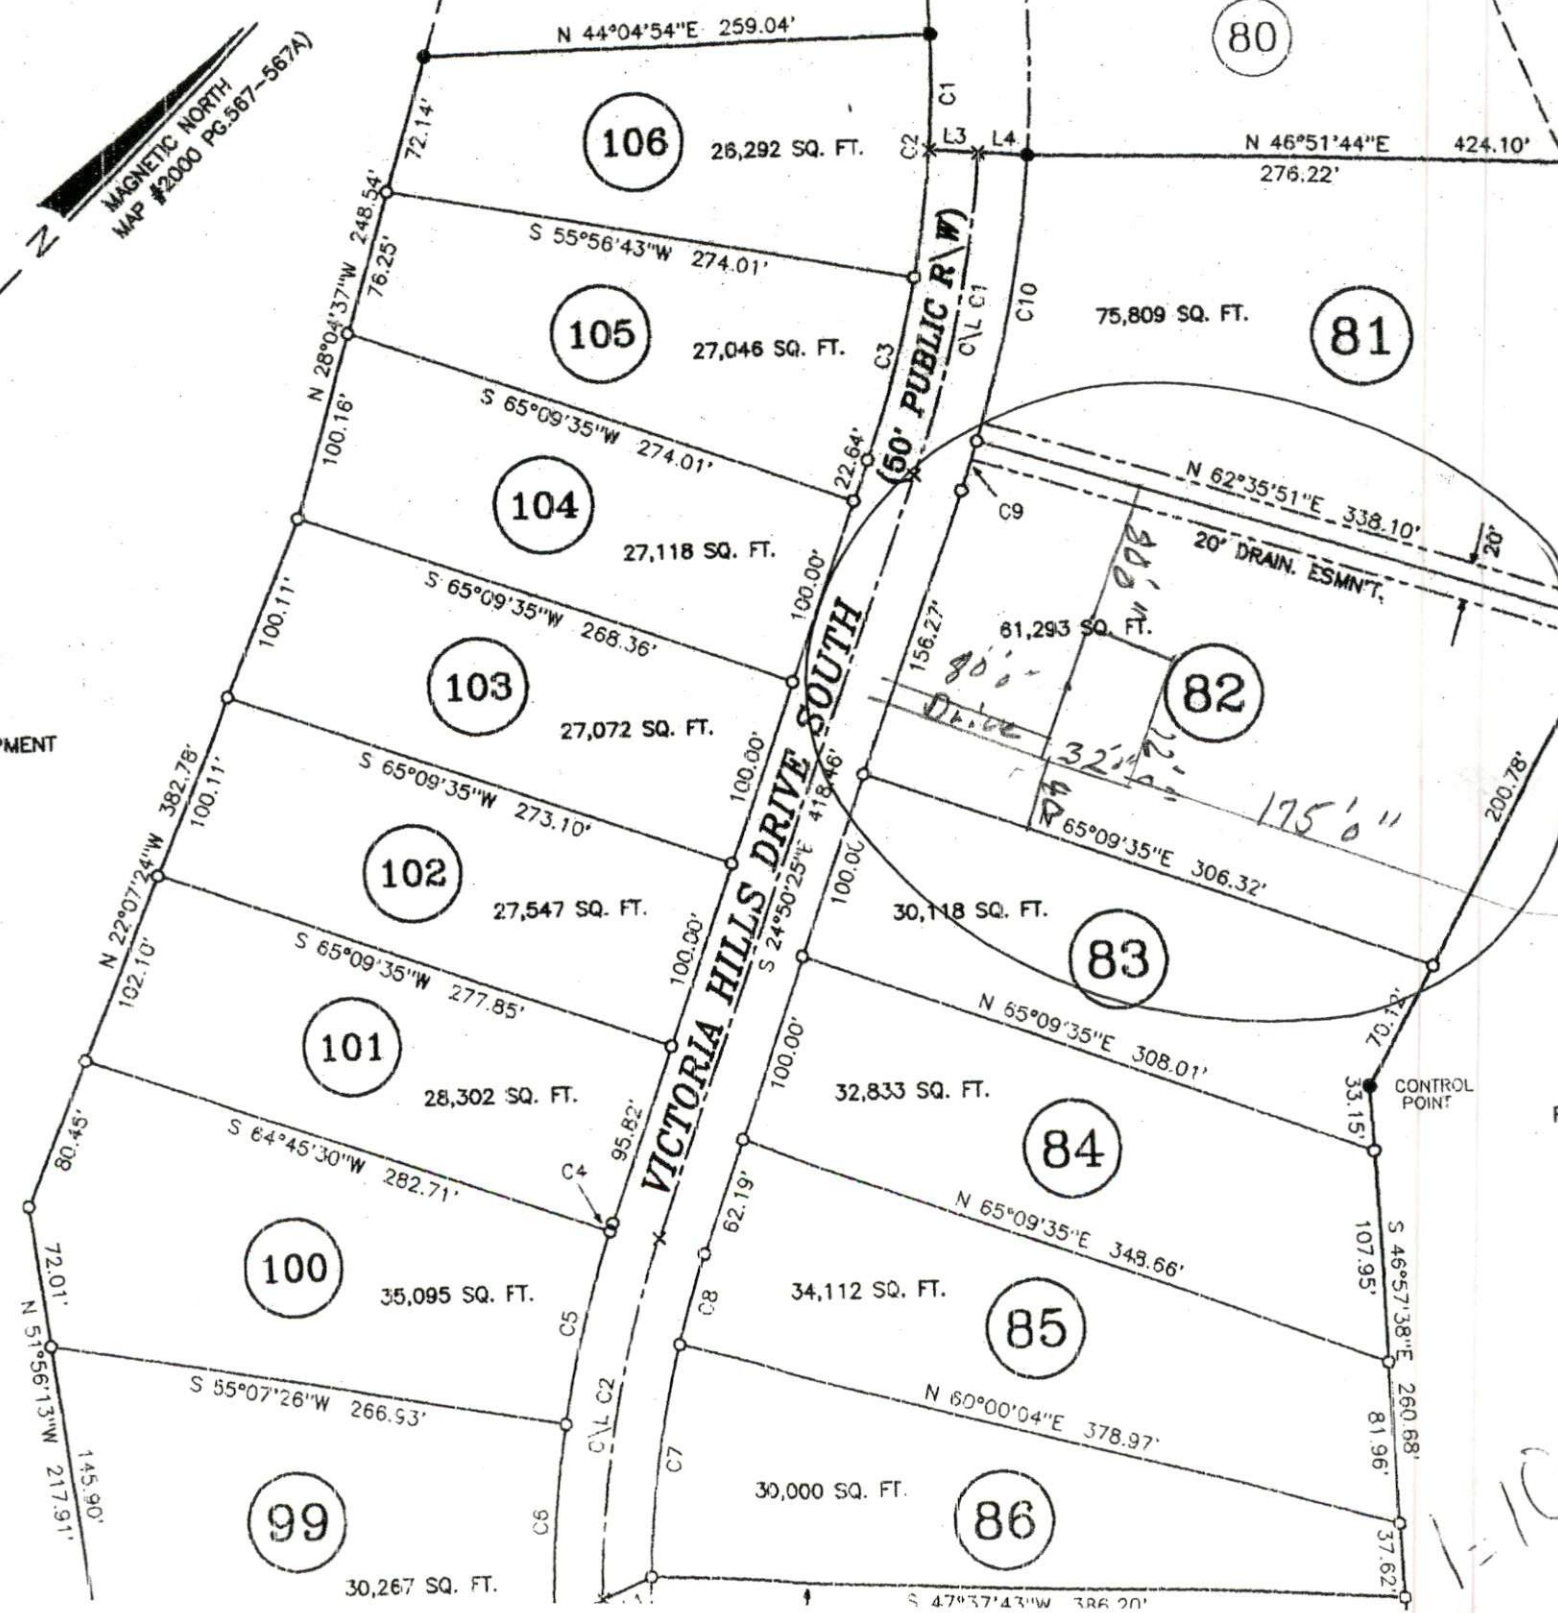 N 44°04'54"E 259.04'
80
MAGNETIC NORTH
MAP #2000 PG.567-567A)
N
72.14'
C1
C2
L3
L4
N 46°51'44"E 424.10'
276.22'
106
26,292 SQ. FT.
N 28°04'37"W 248.54'
76.25'
S 55°56'43"W 274.01'
105
27,046 SQ. FT.
C3
C\L C1
C10
75,809 SQ. FT.
81
(50' PUBLIC R\W)
100.16'
S 65°09'35"W 274.01'
22.64'
104
27,118 SQ. FT.
C9
N 62°35'51"E 338.10'
20'
20' DRAIN. ESMN'T.
100.11'
S 65°09'35"W 268.36'
100.00'
156.27'
61,293 SQ. FT.
82
80'0"
Drive
32'
175'0"
103
27,072 SQ. FT.
PMENT
N 22°07'24"W 382.78'
100.11'
S 65°09'35"W 273.10'
100.00'
VICTORIA HILLS DRIVE SOUTH
S 24°50'25"E 418.46'
100.00'
N 65°09'35"E 306.32'
200.78'
102
27,547 SQ. FT.
30,118 SQ. FT.
83
102.10'
S 65°09'35"W 277.85'
100.00'
100.00'
N 65°09'35"E 308.01'
70.12'
CONTROL
POINT
33.15'
101
28,302 SQ. FT.
32,833 SQ. FT.
84
80.45'
S 64°45'30"W 282.71'
95.82'
C4
62.19'
N 65°09'35"E 348.66'
107.95'
S 46°57'38"E 260.68'
100
35,095 SQ. FT.
C5
C8
34,112 SQ. FT.
85
72.01'
N 51°56'13"W 217.91'
145.90'
S 55°07'26"W 266.93'
C\L C2
C7
N 60°00'04"E 378.97'
81.96'
99
C6
30,000 SQ. FT.
86
37.62'
30,267 SQ. FT.
S 47°37'43"W 386.20'